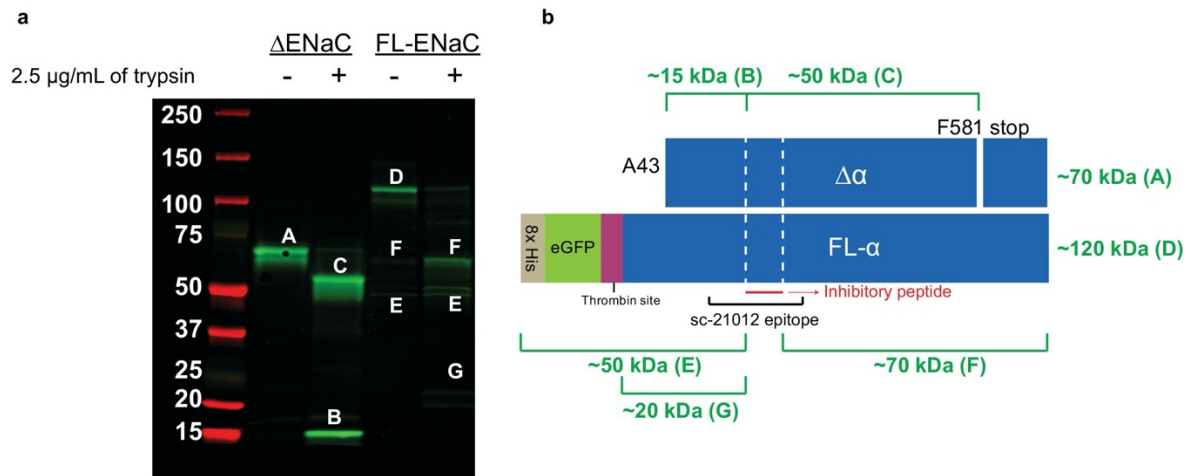 a
ΔENaC FL-ENaC
2.5 µg/mL of trypsin - + - +
250
150
100
75
50
37
25
20
15
A
C
B
D
F
E
F
E
G
b
~15 kDa (B) ~50 kDa (C)
F581 stop
A43
Δα
~70 kDa (A)
8x His
eGFP
FL-α
~120 kDa (D)
Thrombin site
Inhibitory peptide
sc-21012 epitope
~50 kDa (E) ~70 kDa (F)
~20 kDa (G)